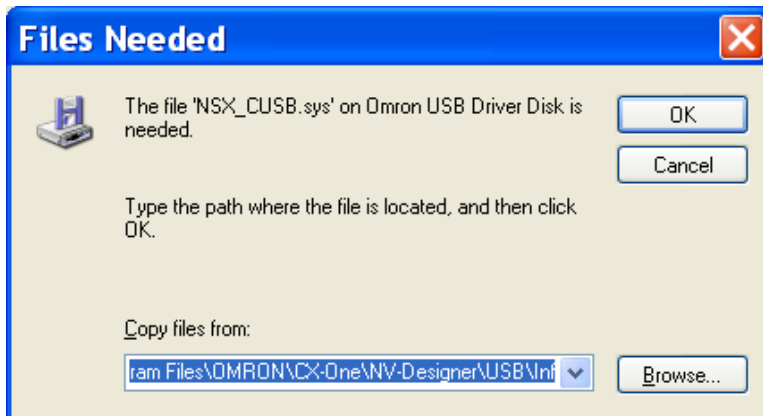 Files Needed
The file 'NSX_CUSB.sys' on Omron USB Driver Disk is
needed.
OK
Cancel
Type the path where the file is located, and then click
OK.
Copy files from:
ram Files\OMRON\CX-One\NV-Designer\USB\Inf
Browse...